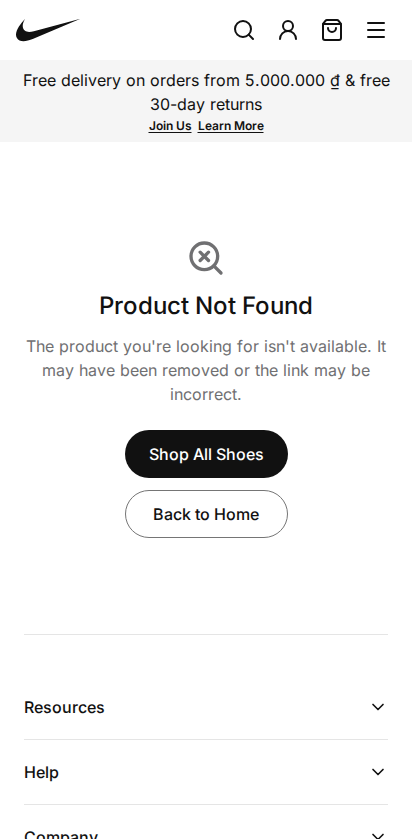 Free delivery on orders from 5.000.000 ₫ & free
30-day returns
Join Us Learn More
Product Not Found
The product you're looking for isn't available. It
may have been removed or the link may be
incorrect.
Shop All Shoes
Back to Home
Resources
Help
Company